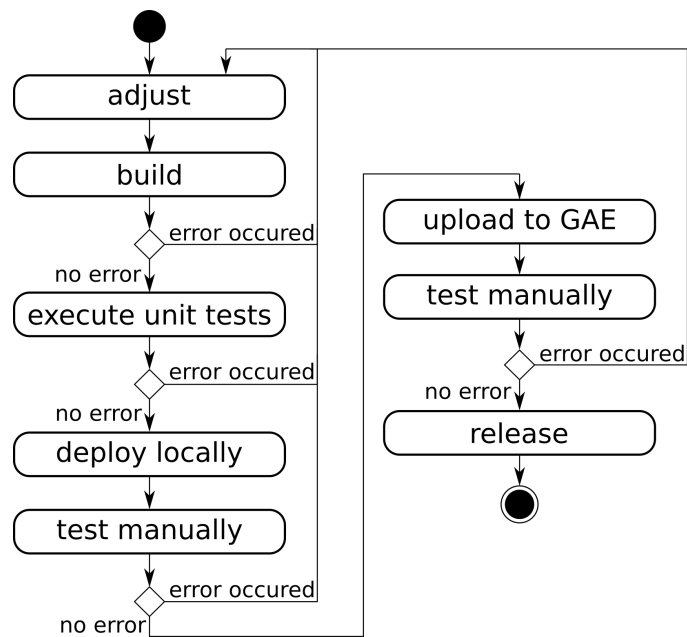 adjust
build
error occured
no error
execute unit tests
error occured
no error
deploy locally
test manually
error occured
no error
upload to GAE
test manually
error occured
no error
release